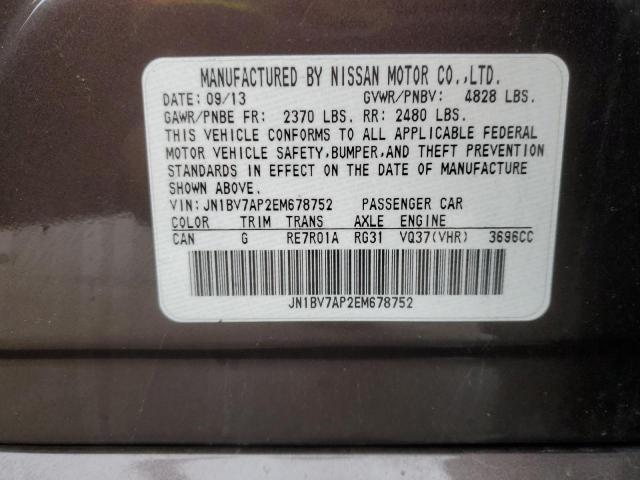 MANUFACTURED BY NISSAN MOTOR CO.,LTD.
DATE: 09/13 GVWR/PNBV: 4828 LBS.
GAWR/PNBE FR: 2370 LBS. RR: 2480 LBS.
THIS VEHICLE CONFORMS TO ALL APPLICABLE FEDERAL
MOTOR VEHICLE SAFETY,BUMPER,AND THEFT PREVENTION
STANDARDS IN EFFECT ON THE DATE OF MANUFACTURE
SHOWN ABOVE.
VIN: JN1BV7AP2EM678752 PASSENGER CAR
COLOR TRIM TRANS AXLE ENGINE
CAN G RE7R01A RG31 VQ37(VHR) 3696CC
JN1BV7AP2EM678752